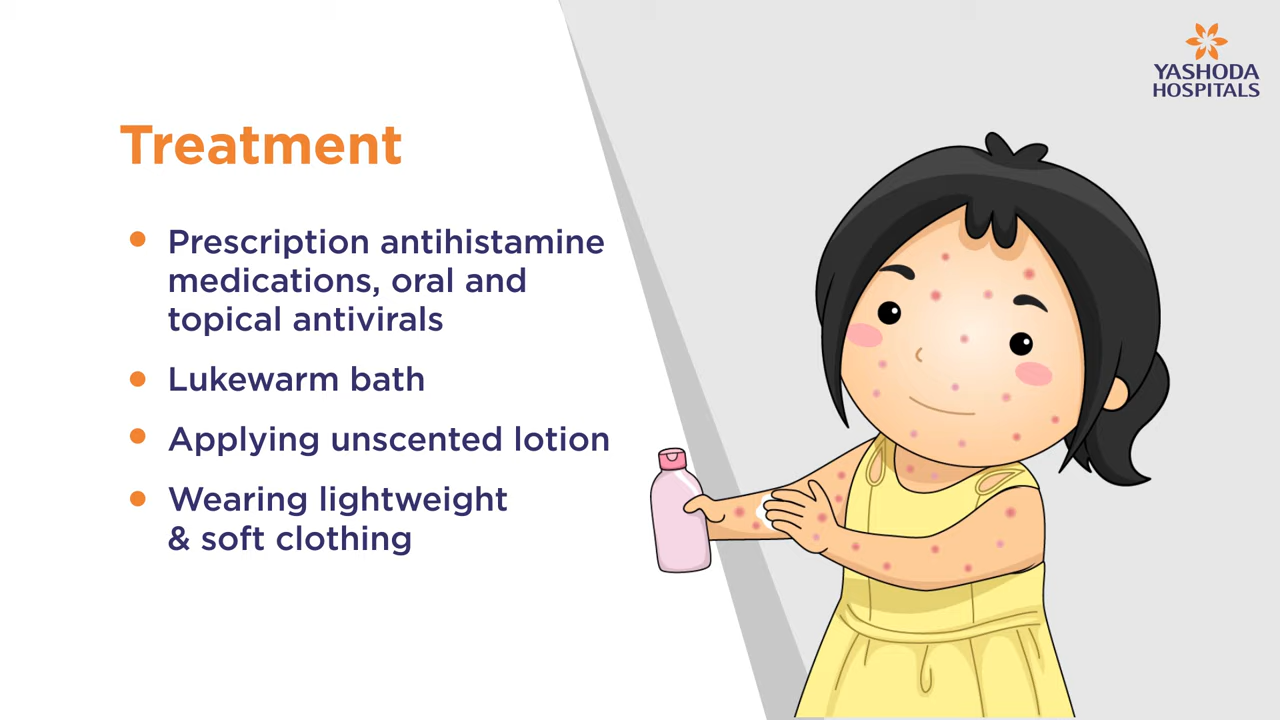 YASHODA
HOSPITALS
Treatment
Prescription antihistamine
medications, oral and
topical antivirals
Lukewarm bath
Applying unscented lotion
Wearing lightweight
& soft clothing